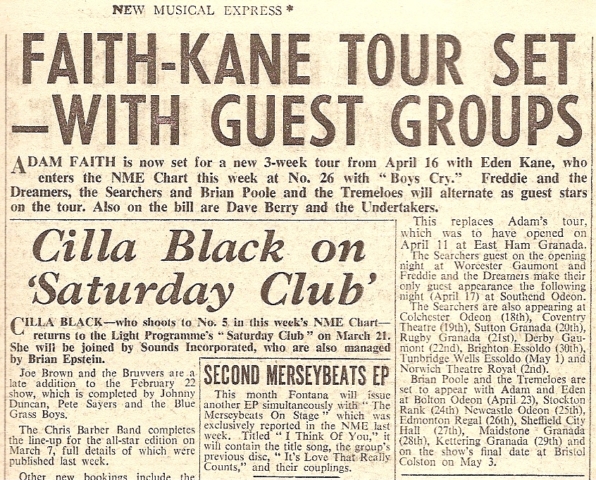 NEW MUSICAL EXPRESS*
FAITH-KANE TOUR SET
—WITH GUEST GROUPS
ADAM FAITH is now set for a new 3-week tour from April 16 with Eden Kane, who
enters the NME Chart this week at No. 26 with "Boys Cry." Freddie and the
Dreamers, the Searchers and Brian Poole and the Tremeloes will alternate as guest stars
on the tour. Also on the bill are Dave Berry and the Undertakers.
Cilla Black on
'Saturday Club'
CILLA BLACK—who shoots to No. 5 in this week's NME Chart—
returns to the Light Programme's "Saturday Club" on March 21.
She will be joined by Sounds Incorporated, who are also managed
by Brian Epstein.
Joe Brown and the Bruvvers are a
late addition to the February 22
show, which is completed by Johnny
Duncan, Pete Sayers and the Blue
Grass Boys.
The Chris Barber Band completes
the line-up for the all-star edition on
March 7, full details of which were
published last week.
Other new bookings include the
SECOND MERSEYBEATS EP
This month Fontana will issue
another EP simultaneously with "The
Merseybeats On Stage" which was
exclusively reported in the NME last
week. Titled "I Think Of You," it
will contain the title song, the group's
previous disc, "It's Love That Really
Counts," and their couplings.
This replaces Adam's tour,
which was to have opened on
April 11 at East Ham Granada.
The Searchers guest on the opening
night at Worcester Gaumont and
Freddie and the Dreamers make their
only guest appearance the following
night (April 17) at Southend Odeon.
The Searchers are also appearing at
Colchester Odeon (18th), Coventry
Theatre (19th), Sutton Granada (20th),
Rugby Granada (21st), Derby Gau-
mont (22nd), Brighton Essoldo (30th),
Tunbridge Wells Essoldo (May 1) and
Norwich Theatre Royal (2nd).
Brian Poole and the Tremeloes are
set to appear with Adam and Eden
at Bolton Odeon (April 23), Stockton
Rank (24th) Newcastle Odeon (25th),
Edmonton Regal (26th), Sheffield City
Hall (27th), Maidstone Granada
(28th), Kettering Granada (29th) and
on the show's final date at Bristol
Colston on May 3.